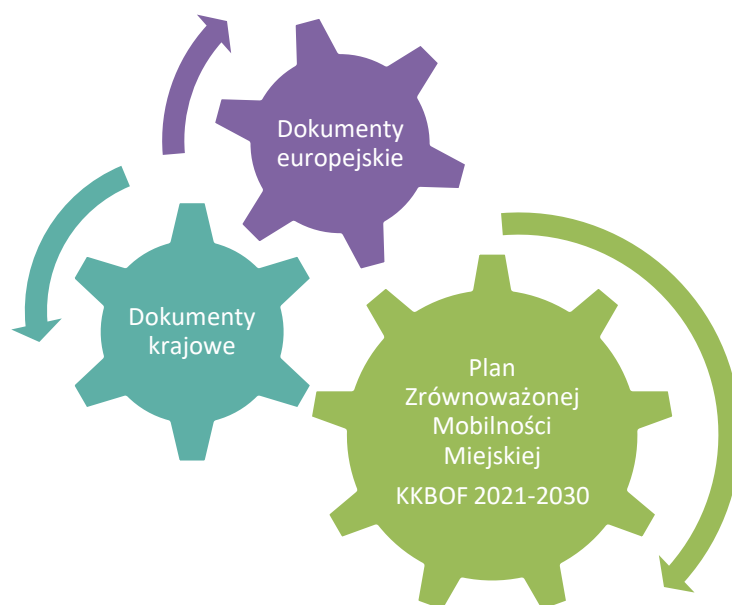 Dokumenty
europejskie
Dokumenty
krajowe
Plan
Zrównoważonej
Mobilności
Miejskiej
KKBOF 2021-2030